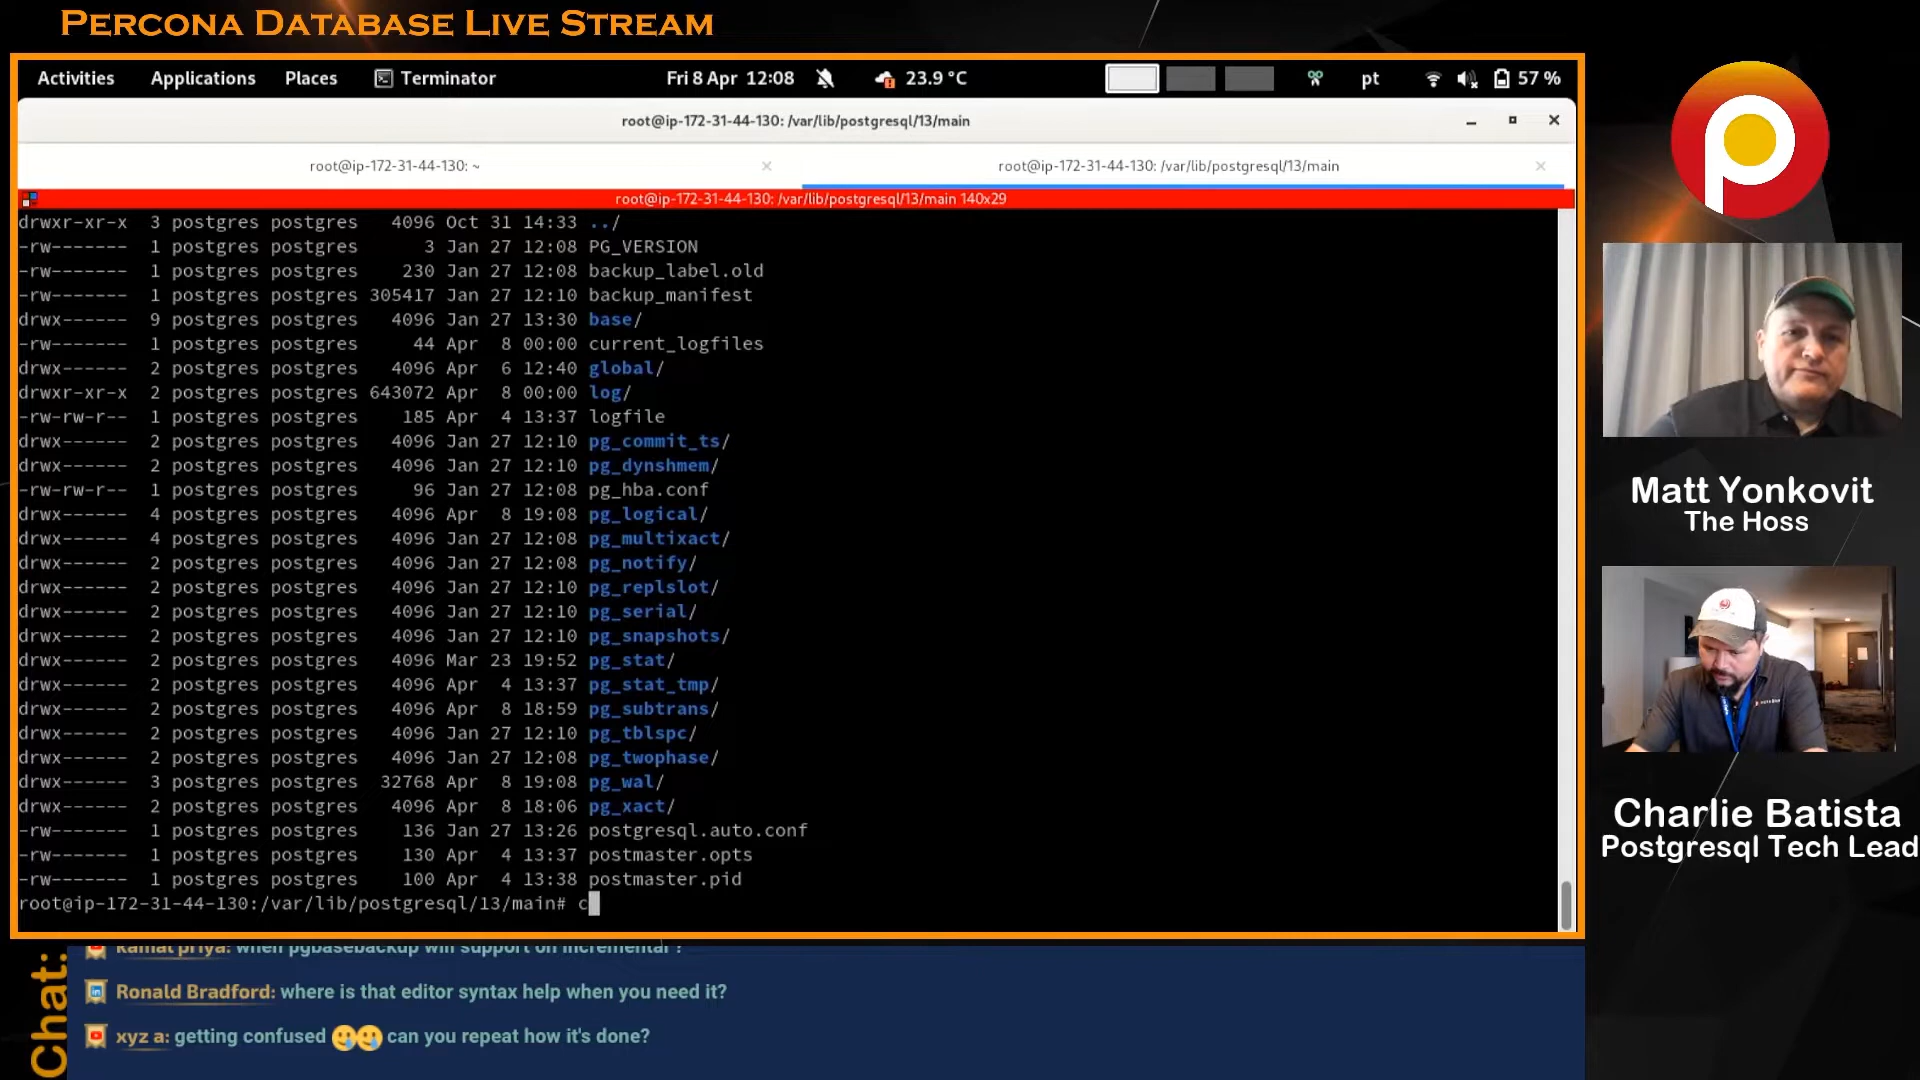 PERCONA DATABASE LIVE STREAM
Activities Applications Places Terminator Fri 8 Apr 12:08 23.9 °C pt 57 %
root@ip-172-31-44-130: /var/lib/postgresql/13/main
root@ip-172-31-44-130: ~ root@ip-172-31-44-130: /var/lib/postgresql/13/main
root@ip-172-31-44-130: /var/lib/postgresql/13/main 140x29
drwxr-xr-x 3 postgres postgres 4096 Oct 31 14:33 ../
-rw------- 1 postgres postgres 3 Jan 27 12:08 PG_VERSION
-rw------- 1 postgres postgres 230 Jan 27 12:08 backup_label.old
-rw------- 1 postgres postgres 305417 Jan 27 12:10 backup_manifest
drwx------ 9 postgres postgres 4096 Jan 27 13:30 base/
-rw------- 1 postgres postgres 44 Apr 8 00:00 current_logfiles
drwx------ 2 postgres postgres 4096 Apr 6 12:40 global/
drwxr-xr-x 2 postgres postgres 643072 Apr 8 00:00 log/
-rw-rw-r-- 1 postgres postgres 185 Apr 4 13:37 logfile
drwx------ 2 postgres postgres 4096 Jan 27 12:10 pg_commit_ts/
drwx------ 2 postgres postgres 4096 Jan 27 12:10 pg_dynshmem/
-rw-rw-r-- 1 postgres postgres 96 Jan 27 12:08 pg_hba.conf
drwx------ 4 postgres postgres 4096 Apr 8 19:08 pg_logical/
drwx------ 4 postgres postgres 4096 Jan 27 12:08 pg_multixact/
drwx------ 2 postgres postgres 4096 Jan 27 12:08 pg_notify/
drwx------ 2 postgres postgres 4096 Jan 27 12:10 pg_replslot/
drwx------ 2 postgres postgres 4096 Jan 27 12:10 pg_serial/
drwx------ 2 postgres postgres 4096 Jan 27 12:10 pg_snapshots/
drwx------ 2 postgres postgres 4096 Mar 23 19:52 pg_stat/
drwx------ 2 postgres postgres 4096 Apr 4 13:37 pg_stat_tmp/
drwx------ 2 postgres postgres 4096 Apr 8 18:59 pg_subtrans/
drwx------ 2 postgres postgres 4096 Jan 27 12:10 pg_tblspc/
drwx------ 2 postgres postgres 4096 Jan 27 12:08 pg_twophase/
drwx------ 3 postgres postgres 32768 Apr 8 19:08 pg_wal/
drwx------ 2 postgres postgres 4096 Apr 8 18:06 pg_xact/
-rw------- 1 postgres postgres 136 Jan 27 13:26 postgresql.auto.conf
-rw------- 1 postgres postgres 130 Apr 4 13:37 postmaster.opts
-rw------- 1 postgres postgres 100 Apr 4 13:38 postmaster.pid
root@ip-172-31-44-130:/var/lib/postgresql/13/main# c
Matt Yonkovit
The Hoss
Charlie Batista
Postgresql Tech Lead
Chat:
Kamal priya: when pgbasebackup will support on incremental ?
Ronald Bradford: where is that editor syntax help when you need it?
xyz a: getting confused 🥲🥲 can you repeat how it's done?